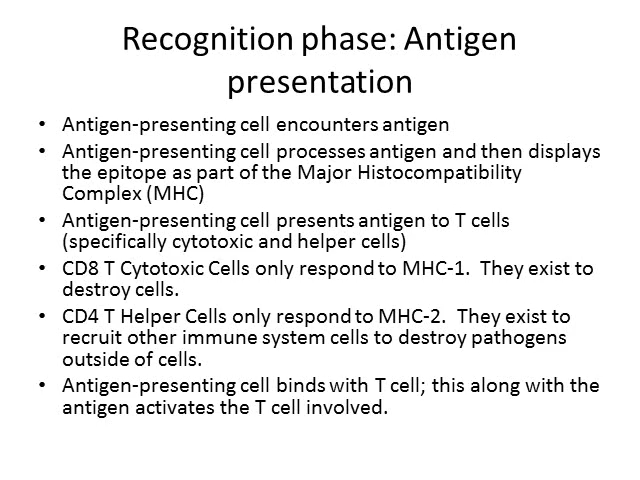 Recognition phase: Antigen
presentation
• Antigen-presenting cell encounters antigen
• Antigen-presenting cell processes antigen and then displays
the epitope as part of the Major Histocompatibility
Complex (MHC)
• Antigen-presenting cell presents antigen to T cells
(specifically cytotoxic and helper cells)
• CD8 T Cytotoxic Cells only respond to MHC-1.  They exist to
destroy cells.
• CD4 T Helper Cells only respond to MHC-2.  They exist to
recruit other immune system cells to destroy pathogens
outside of cells.
• Antigen-presenting cell binds with T cell; this along with the
antigen activates the T cell involved.